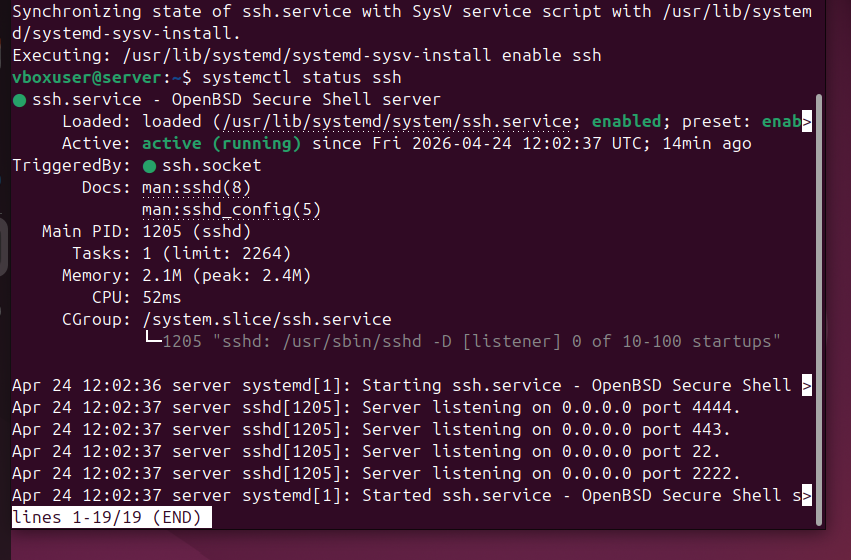 Synchronizing state of ssh.service with SysV service script with /usr/lib/system
d/systemd-sysv-install.
Executing: /usr/lib/systemd/systemd-sysv-install enable ssh
vboxuser@server:~$ systemctl status ssh
● ssh.service - OpenBSD Secure Shell server
     Loaded: loaded (/usr/lib/systemd/system/ssh.service; enabled; preset: enab>
     Active: active (running) since Fri 2026-04-24 12:02:37 UTC; 14min ago
TriggeredBy: ● ssh.socket
       Docs: man:sshd(8)
             man:sshd_config(5)
   Main PID: 1205 (sshd)
      Tasks: 1 (limit: 2264)
     Memory: 2.1M (peak: 2.4M)
        CPU: 52ms
     CGroup: /system.slice/ssh.service
             └─1205 "sshd: /usr/sbin/sshd -D [listener] 0 of 10-100 startups"

Apr 24 12:02:36 server systemd[1]: Starting ssh.service - OpenBSD Secure Shell >
Apr 24 12:02:37 server sshd[1205]: Server listening on 0.0.0.0 port 4444.
Apr 24 12:02:37 server sshd[1205]: Server listening on 0.0.0.0 port 443.
Apr 24 12:02:37 server sshd[1205]: Server listening on 0.0.0.0 port 22.
Apr 24 12:02:37 server sshd[1205]: Server listening on 0.0.0.0 port 2222.
Apr 24 12:02:37 server systemd[1]: Started ssh.service - OpenBSD Secure Shell s>
lines 1-19/19 (END)